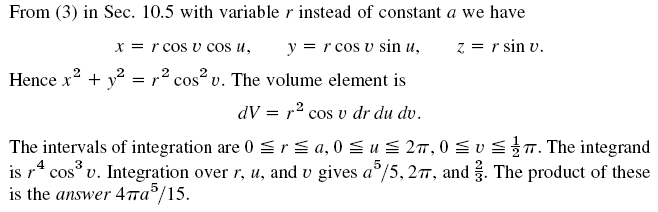 From (3) in Sec. 10.5 with variable r instead of constant a we have
x = r cos v cos u,    y = r cos v sin u,    z = r sin v.
Hence x² + y² = r² cos² v. The volume element is
dV = r² cos v dr du dv.
The intervals of integration are 0 ≦ r ≦ a, 0 ≦ u ≦ 2π, 0 ≦ v ≦ ½π. The integrand
is r⁴ cos³ v. Integration over r, u, and v gives a⁵/5, 2π, and ⅔. The product of these
is the answer 4πa⁵/15.